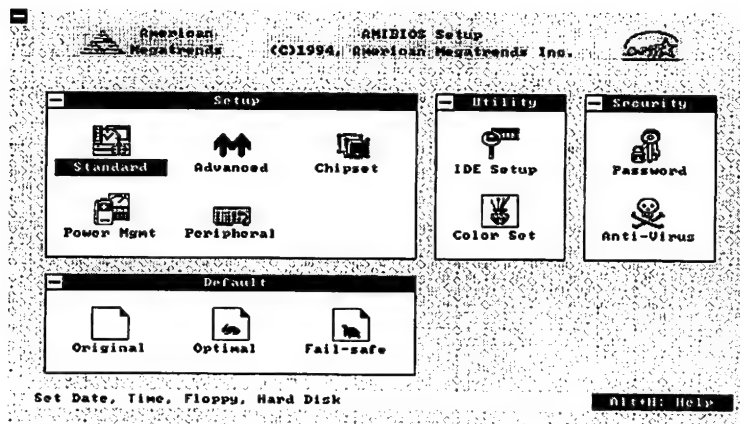 American
Megatrends
AMIBIOS Setup
(C)1994, American Megatrends Inc.
Setup
Standard
Advanced
Chipset
Power Mgmt
Peripheral
Utility
IDE Setup
Color Set
Security
Password
Anti-Virus
Default
Original
Optimal
Fail-safe
Set Date, Time, Floppy, Hard Disk
Alt+H: Help